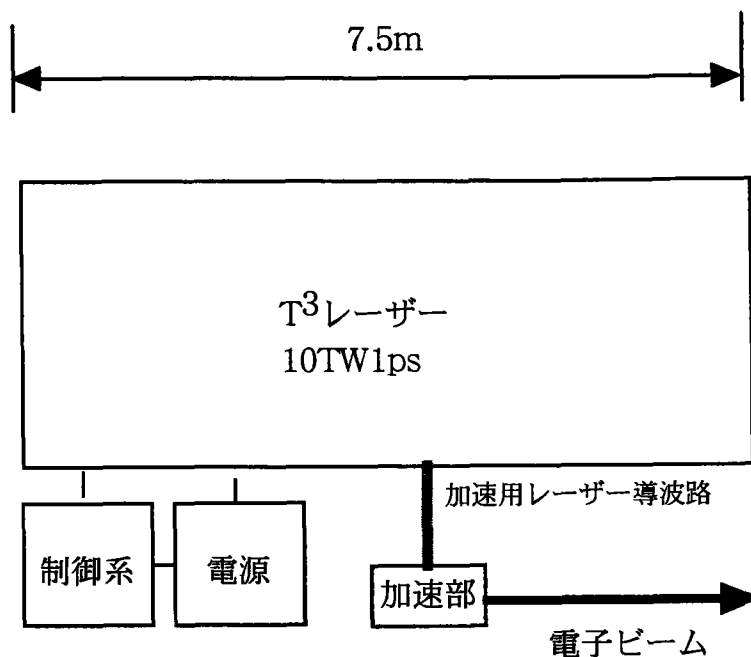 7.5m
T³レーザー
10TW1ps
加速用レーザー導波路
制御系
電源
加速部
電子ビーム